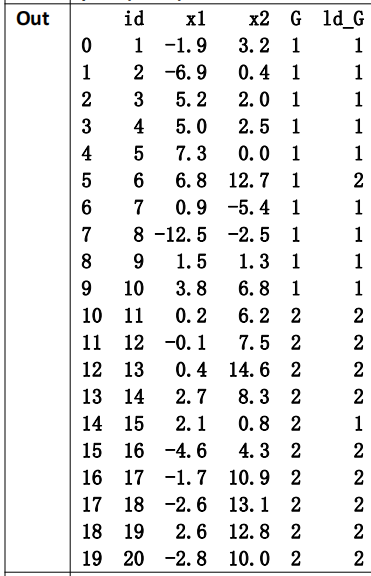 Out id x1 x2 G ld_G
0 1 -1.9 3.2 1 1
1 2 -6.9 0.4 1 1
2 3 5.2 2.0 1 1
3 4 5.0 2.5 1 1
4 5 7.3 0.0 1 1
5 6 6.8 12.7 1 2
6 7 0.9 -5.4 1 1
7 8 -12.5 -2.5 1 1
8 9 1.5 1.3 1 1
9 10 3.8 6.8 1 1
10 11 0.2 6.2 2 2
11 12 -0.1 7.5 2 2
12 13 0.4 14.6 2 2
13 14 2.7 8.3 2 2
14 15 2.1 0.8 2 1
15 16 -4.6 4.3 2 2
16 17 -1.7 10.9 2 2
17 18 -2.6 13.1 2 2
18 19 2.6 12.8 2 2
19 20 -2.8 10.0 2 2